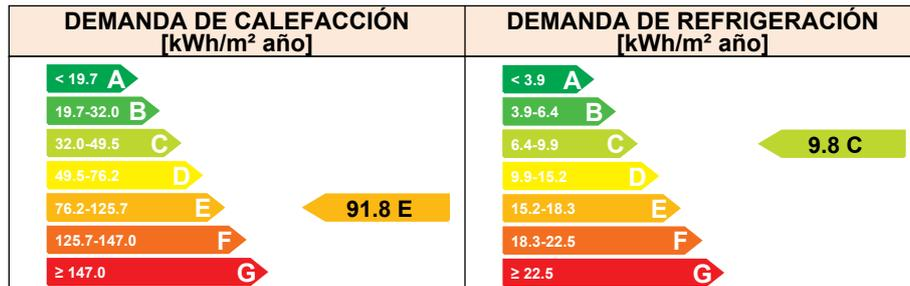 DEMANDA DE CALEFACCIÓN
[kWh/m² año]
< 19.7 A
19.7-32.0 B
32.0-49.5 C
49.5-76.2 D
76.2-125.7 E
91.8 E
125.7-147.0 F
≥ 147.0 G
DEMANDA DE REFRIGERACIÓN
[kWh/m² año]
< 3.9 A
3.9-6.4 B
6.4-9.9 C
9.8 C
9.9-15.2 D
15.2-18.3 E
18.3-22.5 F
≥ 22.5 G